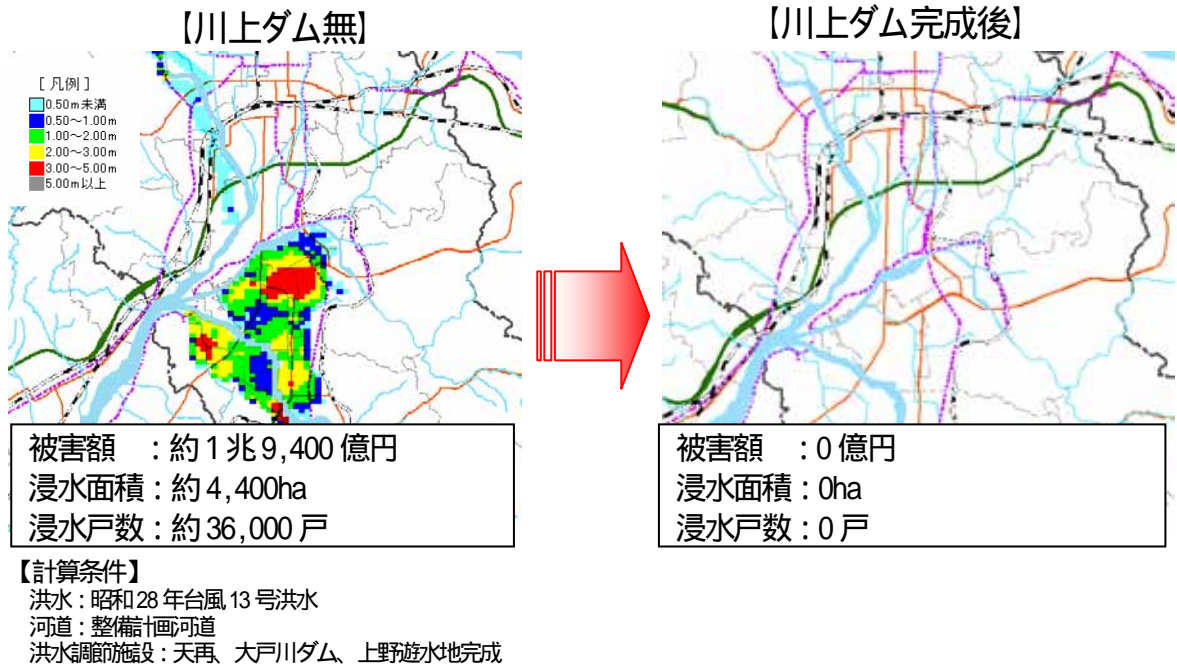 【川上ダム無】
【川上ダム完成後】
[ 凡例 ]
0.50m未満
0.50～1.00m
1.00～2.00m
2.00～3.00m
3.00～5.00m
5.00m以上
被害額　：約1兆9,400億円
浸水面積：約4,400ha
浸水戸数：約36,000戸
被害額　：0億円
浸水面積：0ha
浸水戸数：0戸
【計算条件】
洪水：昭和28年台風13号洪水
河道：整備計画河道
洪水調節施設：天再、大戸川ダム、上野遊水地完成